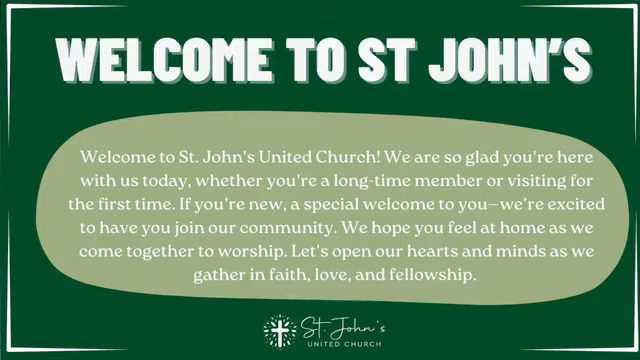 WELCOME TO ST JOHN'S
Welcome to St. John's United Church! We are so glad you're here
with us today, whether you're a long-time member or visiting for
the first time. If you're new, a special welcome to you—we're excited
to have you join our community. We hope you feel at home as we
come together to worship. Let's open our hearts and minds as we
gather in faith, love, and fellowship.
St. John's
UNITED CHURCH